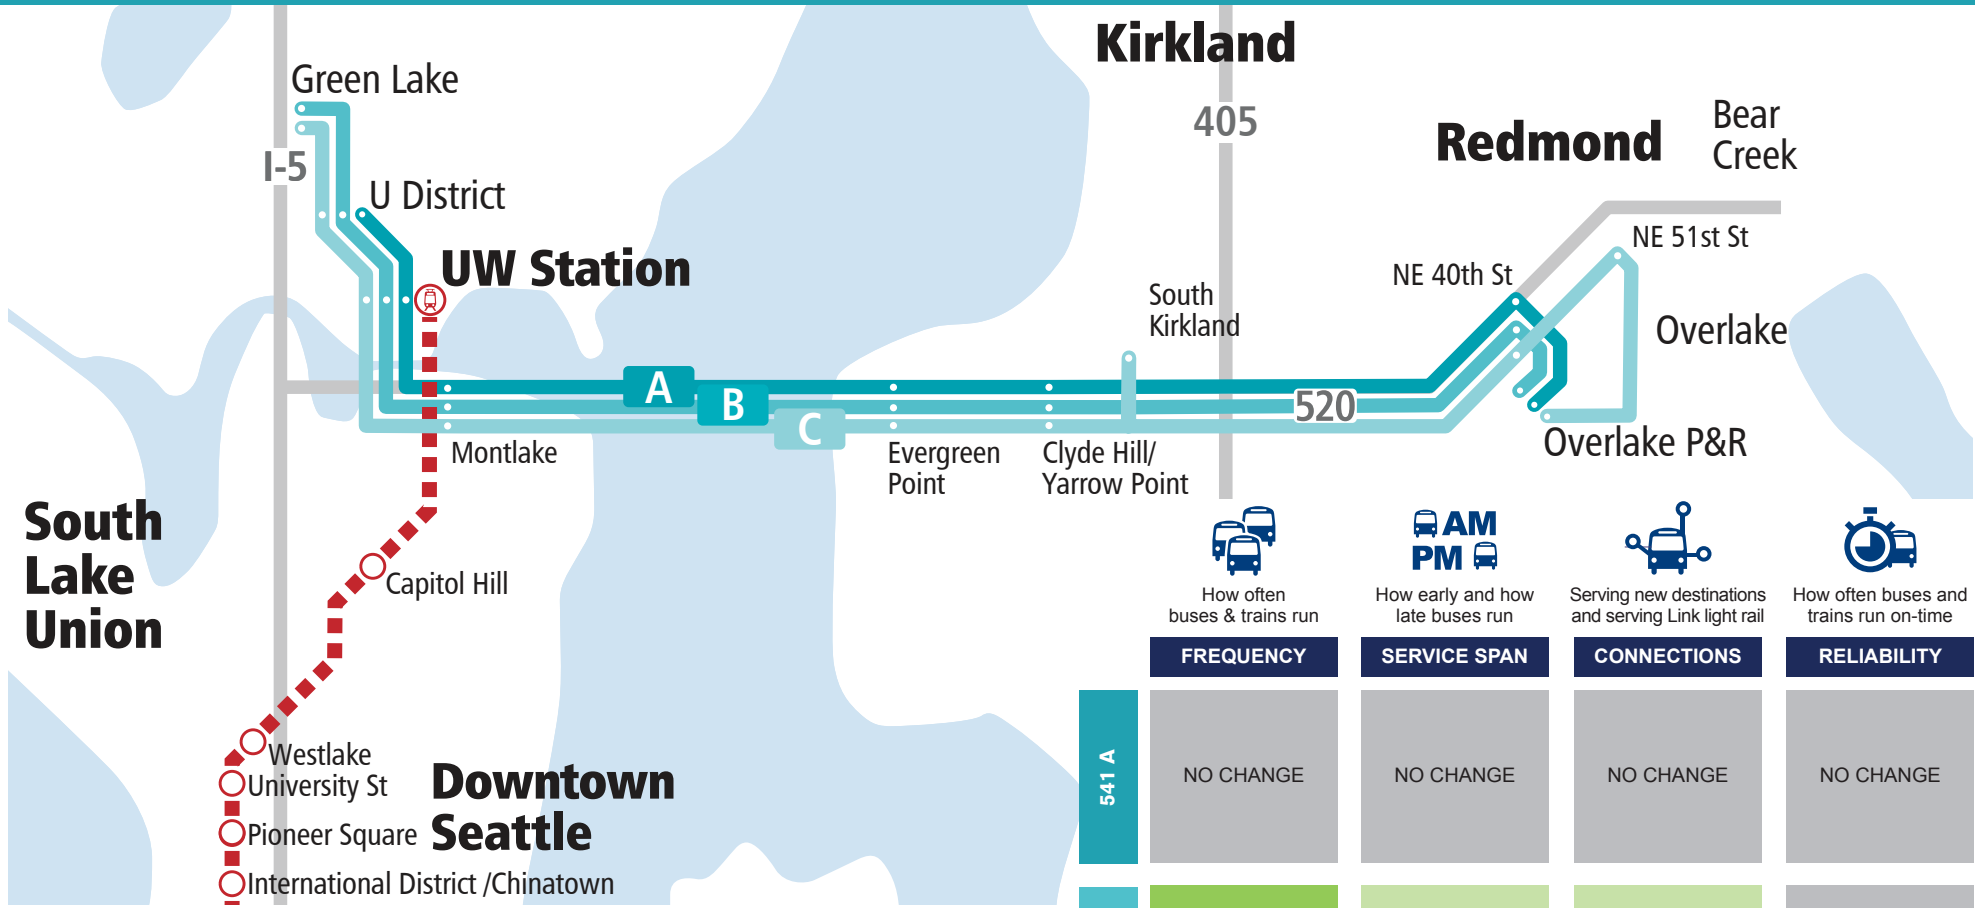 Kirkland
Green Lake
405
Bear
Creek
Redmond
I-5
U District
NE 51st St
UW Station
NE 40th St
South
Kirkland
Overlake
A
B
C
520
Overlake P&R
Montlake
Evergreen
Point
Clyde Hill/
Yarrow Point
South
Lake
Union
Capitol Hill
Westlake
University St
Downtown
Seattle
Pioneer Square
International District /Chinatown
AM
PM
How often
buses & trains run
How early and how
late buses run
Serving new destinations
and serving Link light rail
How often buses and
trains run on-time
FREQUENCY
SERVICE SPAN
CONNECTIONS
RELIABILITY
541 A
NO CHANGE
NO CHANGE
NO CHANGE
NO CHANGE